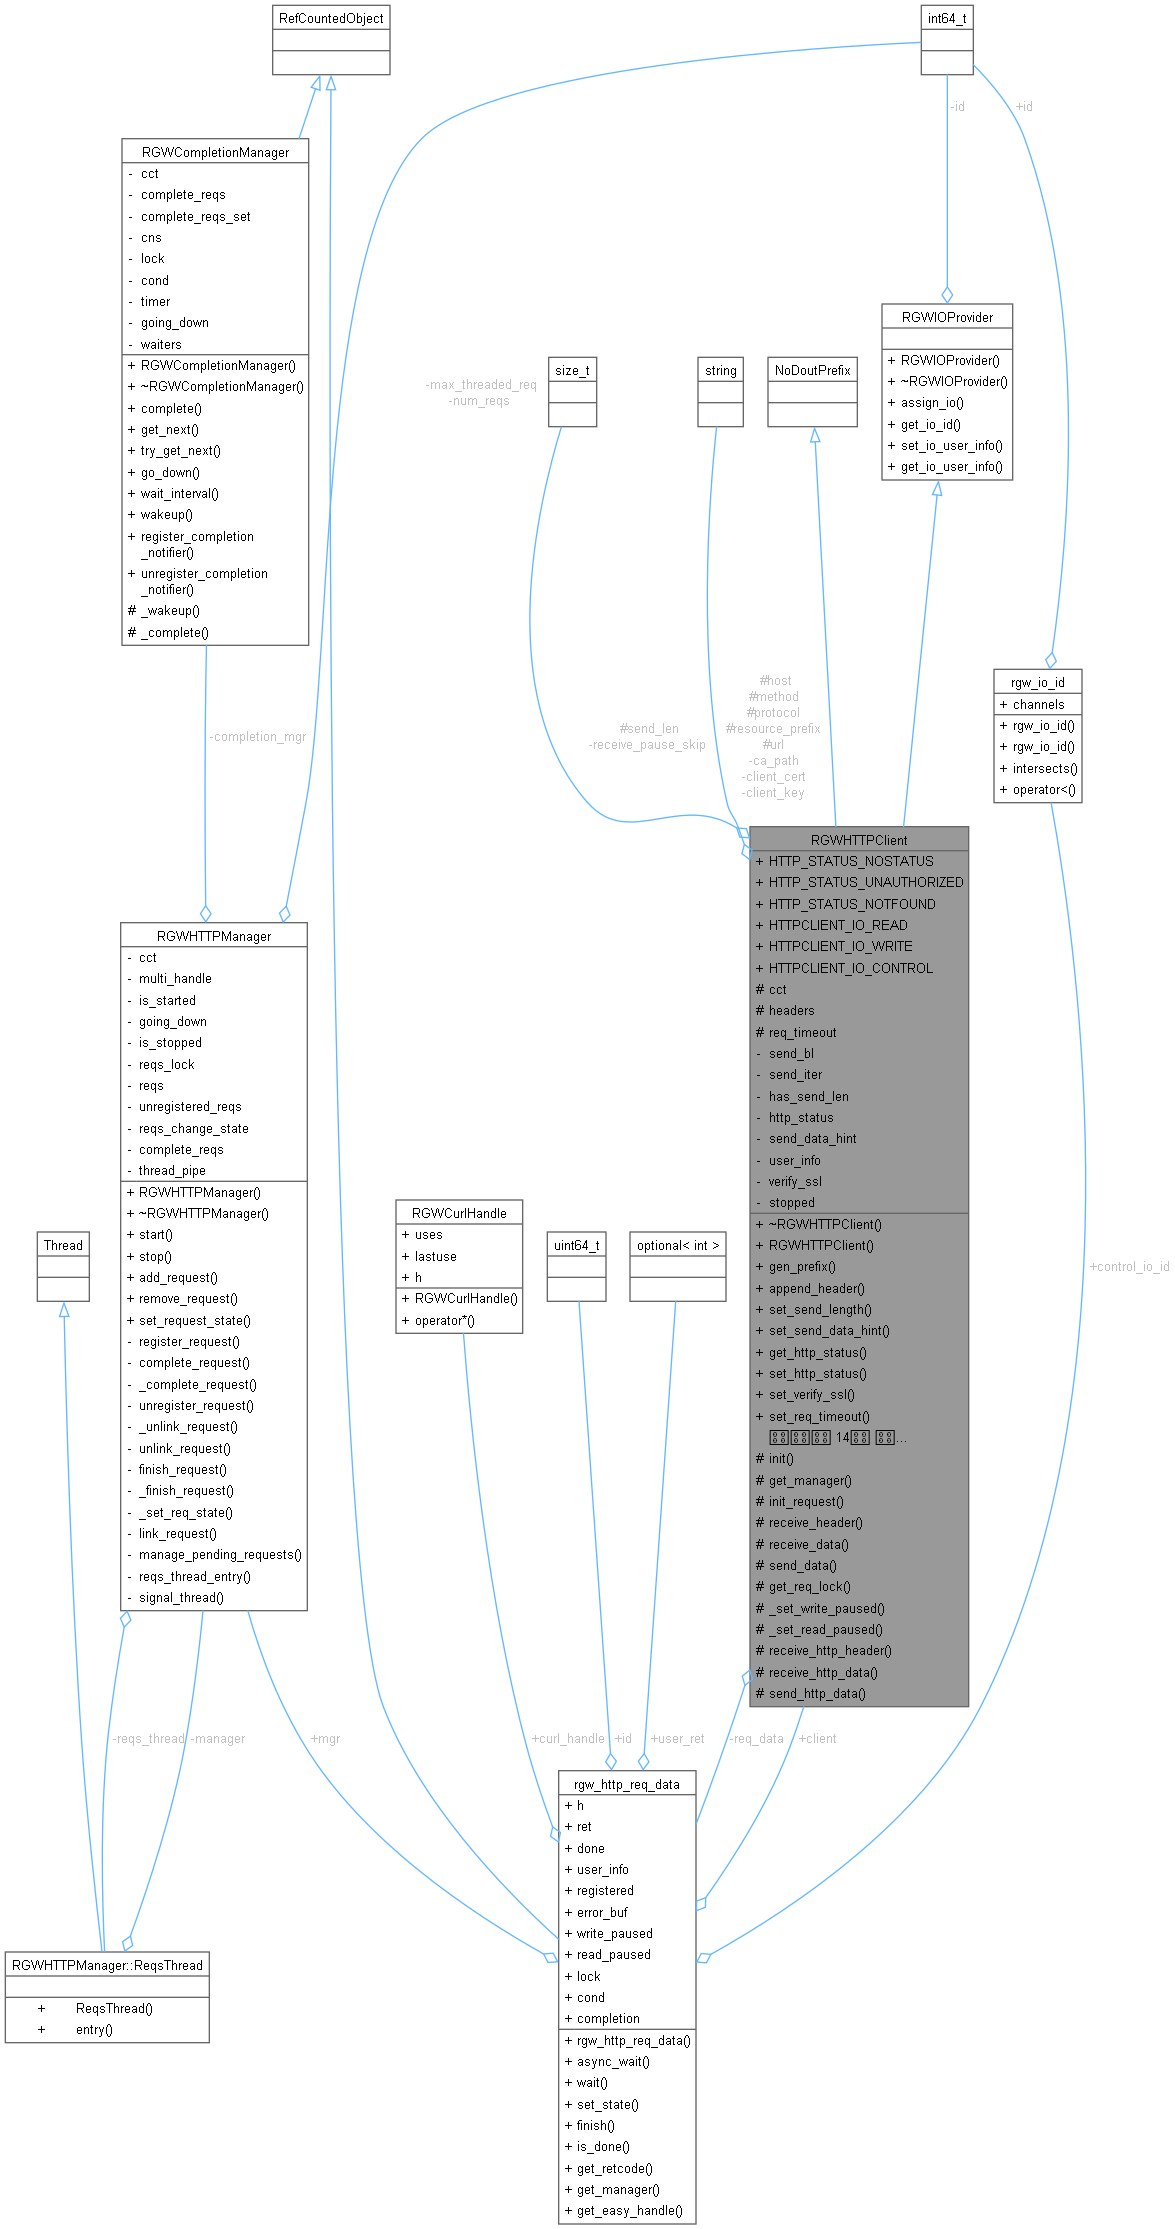 RefCountedObject
int64_t
-id
+id
RGWCompletionManager
- cct
- complete_reqs
- complete_reqs_set
- cns
- lock
- cond
- timer
- going_down
- waiters
+ RGWCompletionManager()
+ ~RGWCompletionManager()
+ complete()
+ get_next()
+ try_get_next()
+ go_down()
+ wait_interval()
+ wakeup()
+ register_completion
_notifier()
+ unregister_completion
_notifier()
# _wakeup()
# _complete()
RGWIOProvider
+ RGWIOProvider()
+ ~RGWIOProvider()
+ assign_io()
+ get_io_id()
+ set_io_user_info()
+ get_io_user_info()
size_t
string
NoDoutPrefix
-max_threaded_req
-num_reqs
rgw_io_id
+ channels
+ rgw_io_id()
+ rgw_io_id()
+ intersects()
+ operator<()
#send_len
-receive_pause_skip
#host
#method
#protocol
#resource_prefix
#url
-ca_path
-client_cert
-client_key
-completion_mgr
RGWHTTPClient
+ HTTP_STATUS_NOSTATUS
+ HTTP_STATUS_UNAUTHORIZED
+ HTTP_STATUS_NOTFOUND
+ HTTPCLIENT_IO_READ
+ HTTPCLIENT_IO_WRITE
+ HTTPCLIENT_IO_CONTROL
# cct
# headers
# req_timeout
- send_bl
- send_iter
- has_send_len
- http_status
- send_data_hint
- user_info
- verify_ssl
- stopped
+ ~RGWHTTPClient()
+ RGWHTTPClient()
+ gen_prefix()
+ append_header()
+ set_send_length()
+ set_send_data_hint()
+ get_http_status()
+ set_http_status()
+ set_verify_ssl()
+ set_req_timeout()
14 ...
# init()
# get_manager()
# init_request()
# receive_header()
# receive_data()
# send_data()
# get_req_lock()
# _set_write_paused()
# _set_read_paused()
# receive_http_header()
# receive_http_data()
# send_http_data()
RGWHTTPManager
- cct
- multi_handle
- is_started
- going_down
- is_stopped
- reqs_lock
- reqs
- unregistered_reqs
- reqs_change_state
- complete_reqs
- thread_pipe
+ RGWHTTPManager()
+ ~RGWHTTPManager()
+ start()
+ stop()
+ add_request()
+ remove_request()
+ set_request_state()
- register_request()
- complete_request()
- _complete_request()
- unregister_request()
- _unlink_request()
- unlink_request()
- finish_request()
- _finish_request()
- _set_req_state()
- link_request()
- manage_pending_requests()
- reqs_thread_entry()
- signal_thread()
Thread
RGWCurlHandle
+ uses
+ lastuse
+ h
+ RGWCurlHandle()
+ operator*()
uint64_t
optional< int >
+control_io_id
-reqs_thread
-manager
+mgr
+curl_handle
+id
+user_ret
-req_data
+client
RGWHTTPManager::ReqsThread
+ ReqsThread()
+ entry()
rgw_http_req_data
+ h
+ ret
+ done
+ user_info
+ registered
+ error_buf
+ write_paused
+ read_paused
+ lock
+ cond
+ completion
+ rgw_http_req_data()
+ async_wait()
+ wait()
+ set_state()
+ finish()
+ is_done()
+ get_retcode()
+ get_manager()
+ get_easy_handle()